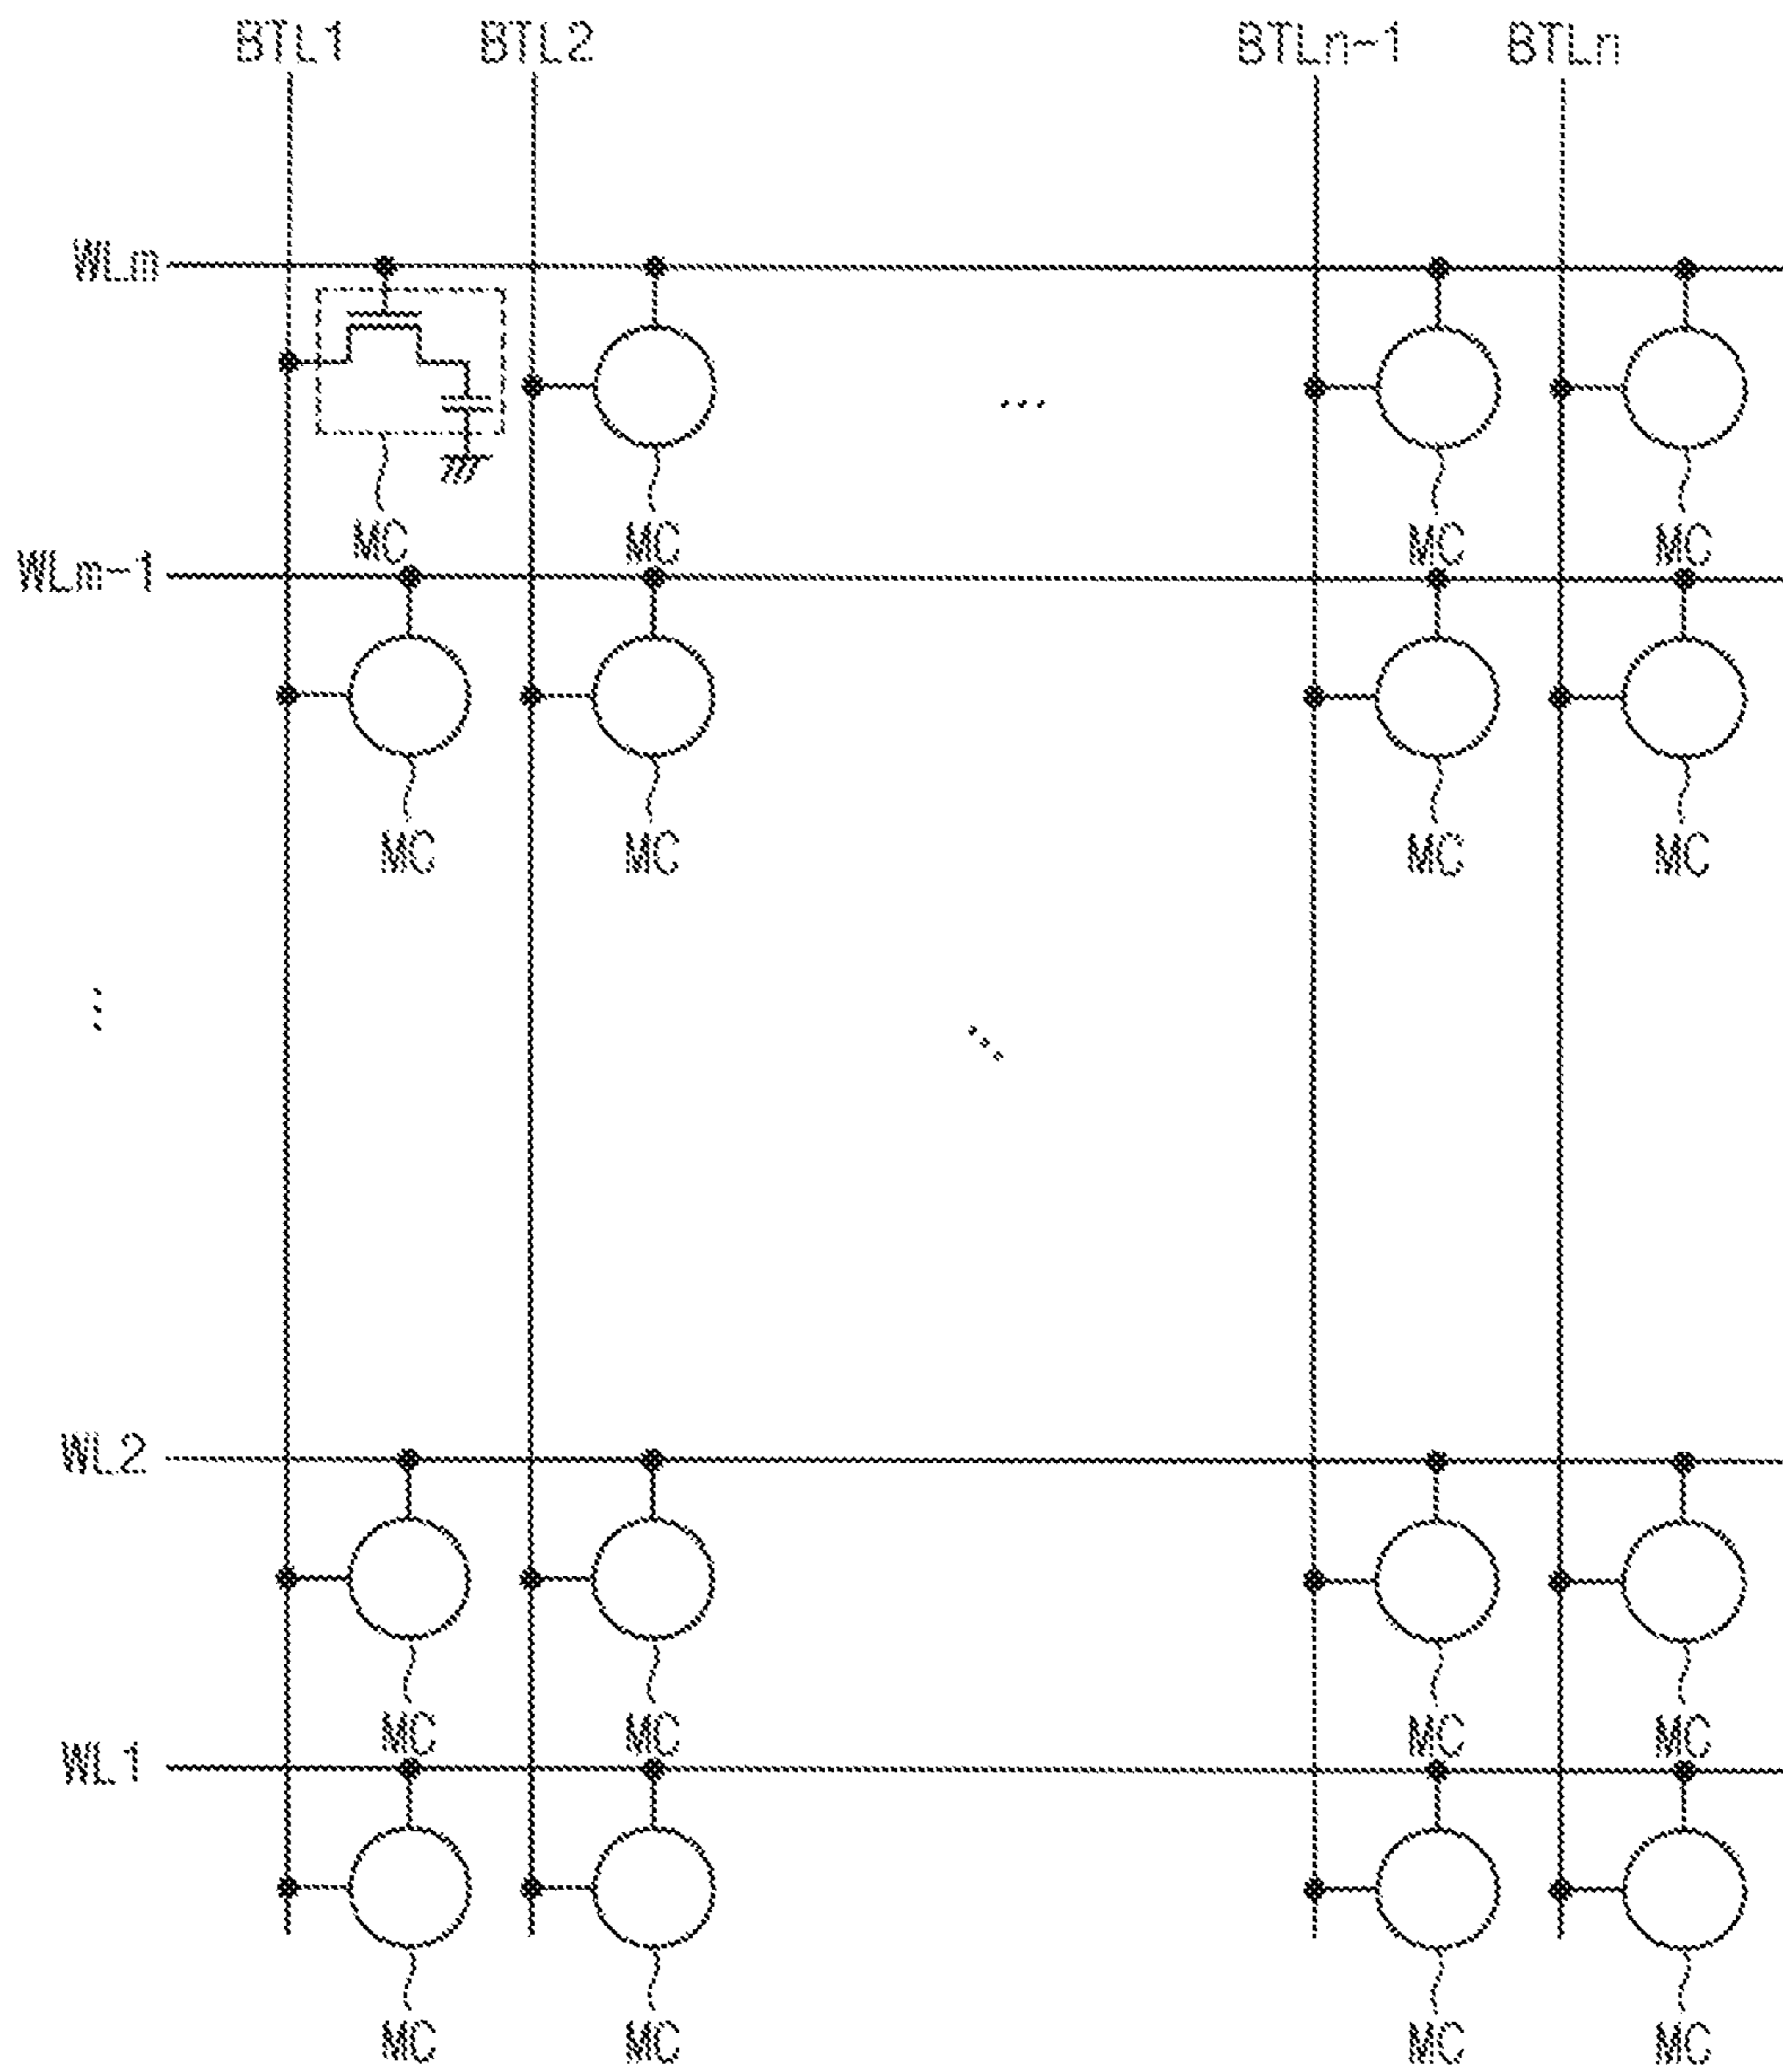 BTL1 BTL2 BTLn-1 BTLn
WLm
...
MC MC MC MC
WLm-1
MC MC MC MC
...
...
WL2
MC MC MC MC
WL1
MC MC MC MC